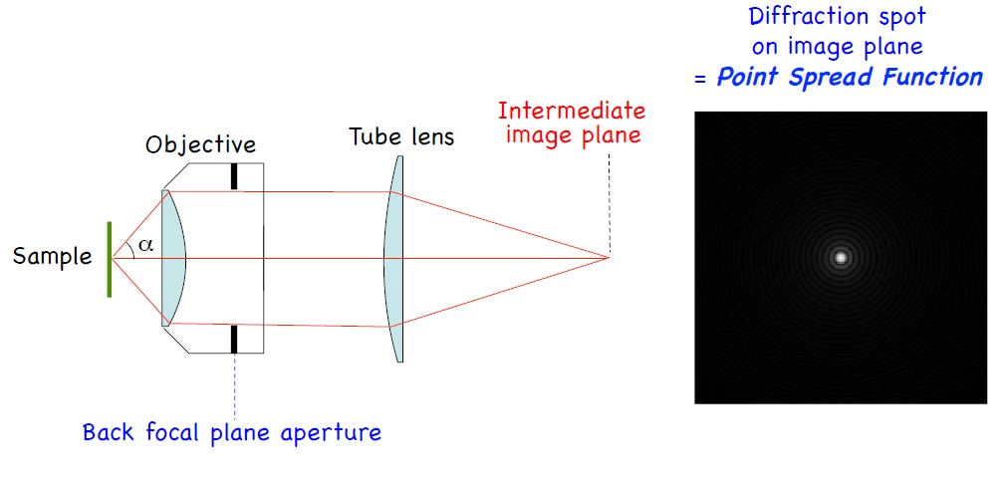 Diffraction spot
on image plane
= Point Spread Function
Intermediate
image plane
Tube lens
Objective
α
Sample
Back focal plane aperture